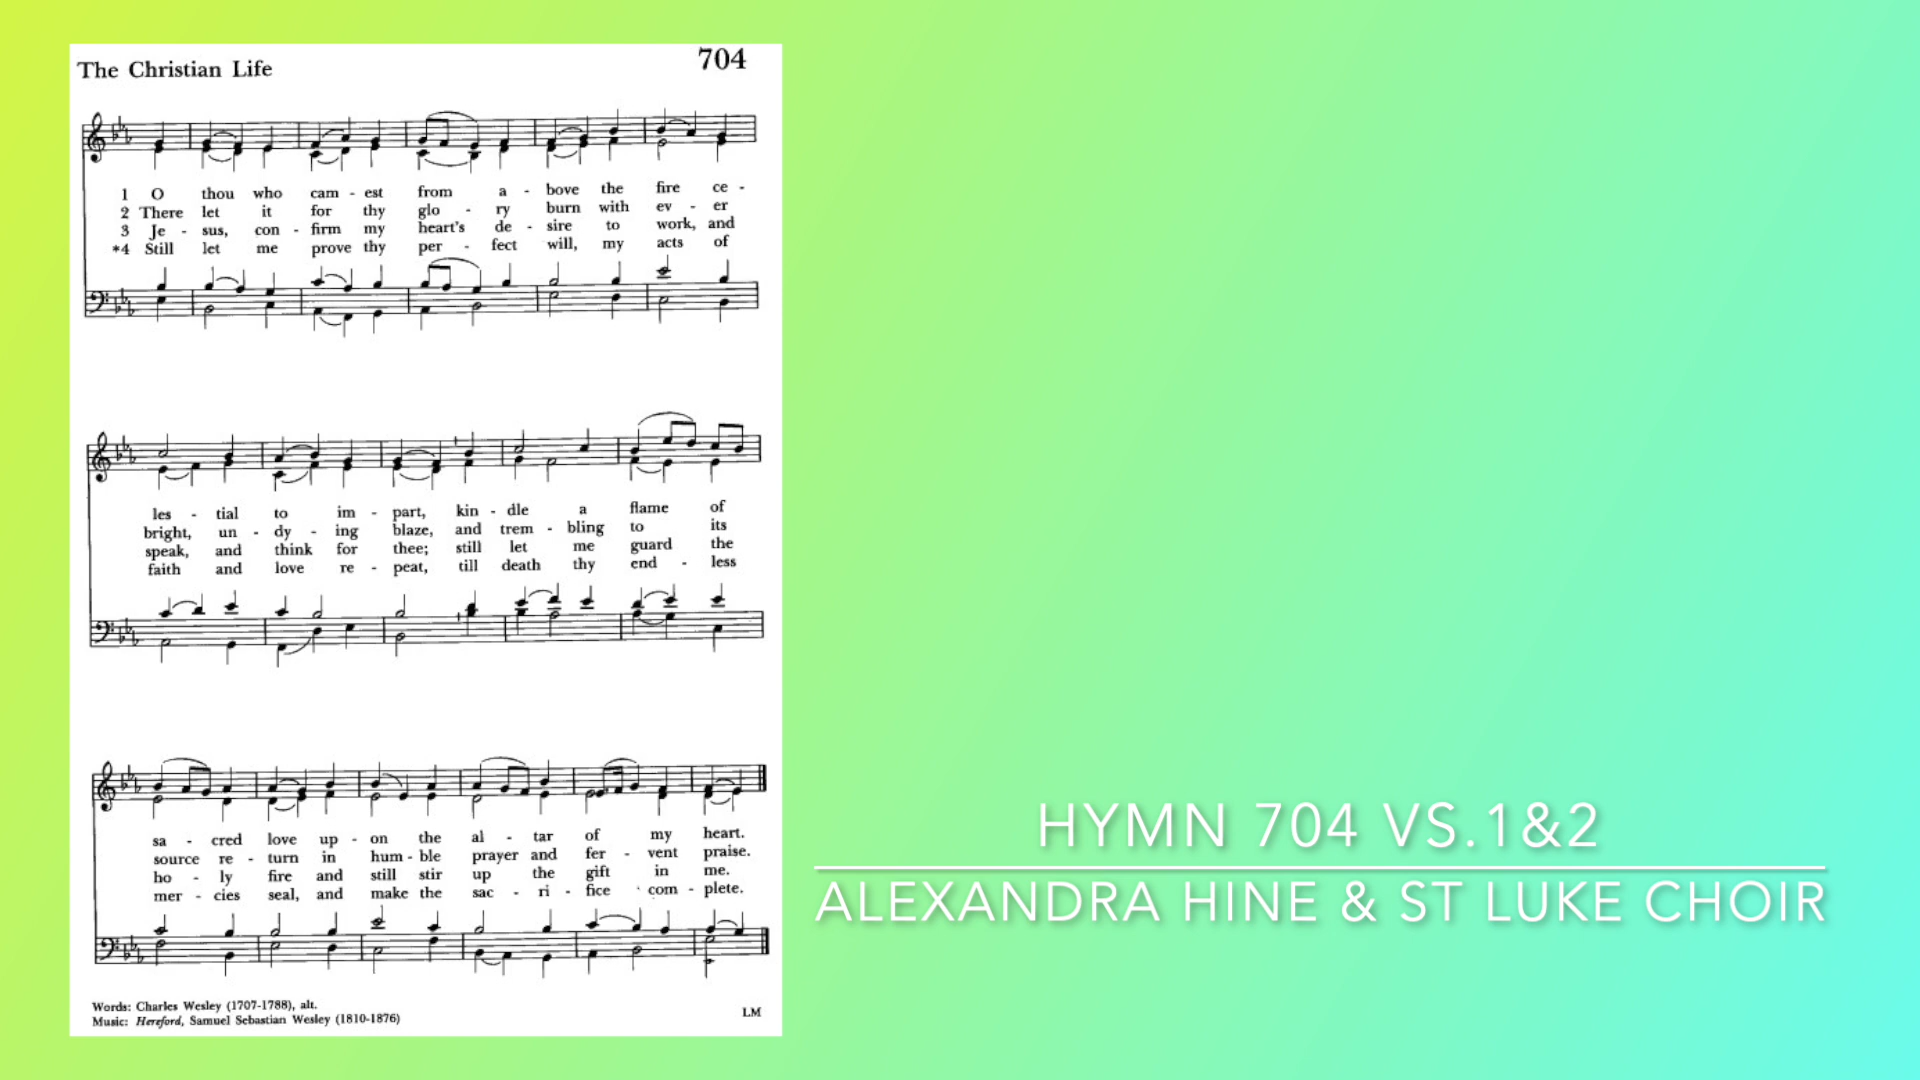 The Christian Life 704
1 O thou who cam - est from a - bove the fire ce -
2 There let it for thy glo - ry burn with ev - er
3 Je - sus, con - firm my heart's de - sire to work, and
*4 Still let me prove thy per - fect will, my acts of
les - tial to im - part, kin - dle a flame of
bright, un - dy - ing blaze, and trem - bling to its
speak, and think for thee; still let me guard the
faith and love re - peat, till death thy end - less
sa - cred love up - on the al - tar of my heart.
source re - turn in hum - ble prayer and fer - vent praise.
ho - ly fire and still stir up the gift in me.
mer - cies seal, and make the sac - ri - fice com - plete.
Words: Charles Wesley (1707-1788), alt.
Music: Hereford, Samuel Sebastian Wesley (1810-1876) LM
HYMN 704 VS.1&2
ALEXANDRA HINE & ST LUKE CHOIR